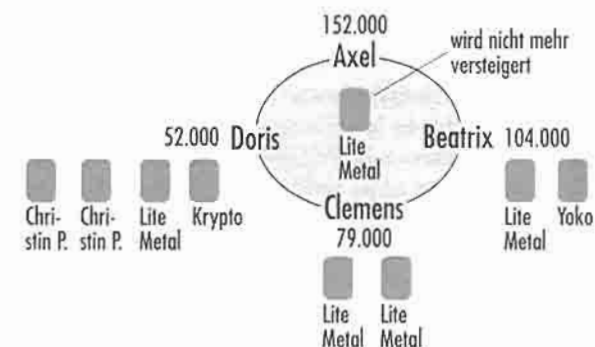 152.000
Axel
wird nicht mehr
versteigert
Lite
Metal
52.000 Doris
Beatrix 104.000
Chri-
stin P.
Chri-
stin P.
Lite
Metal
Krypto
Lite
Metal
Yoko
Clemens
79.000
Lite
Metal
Lite
Metal